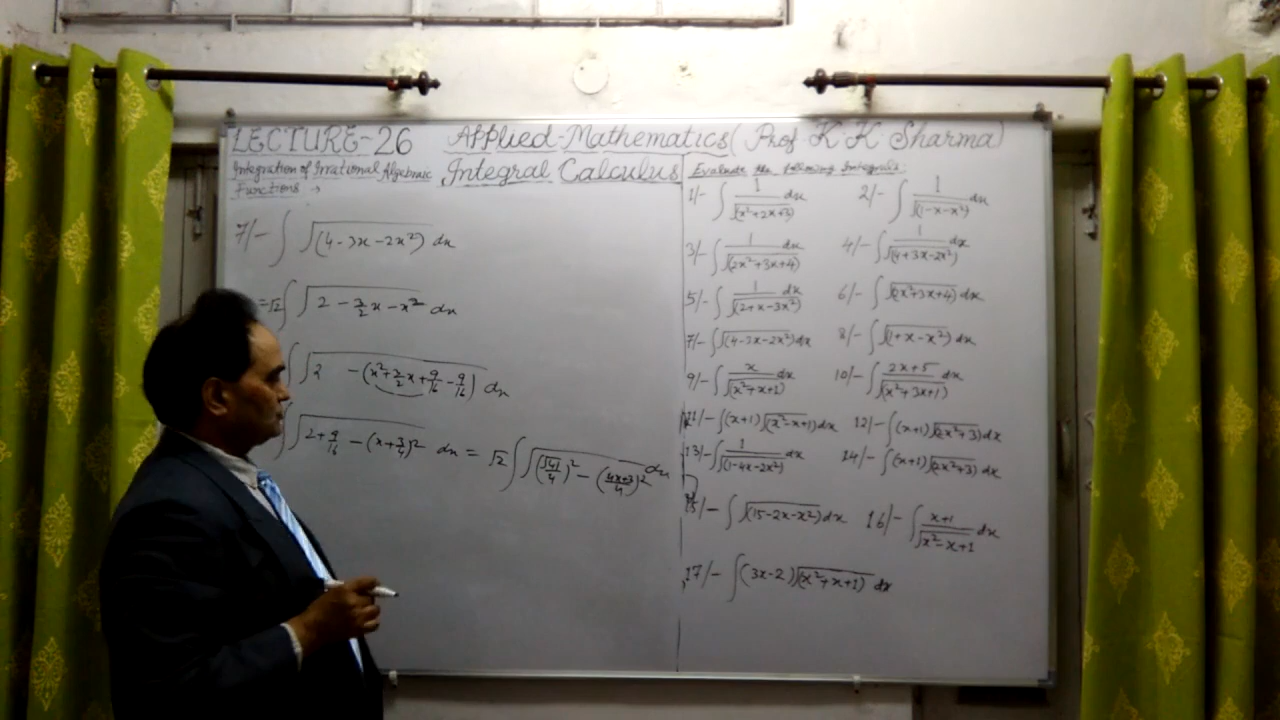 LECTURE-26 Applied-Mathematics (Prof K. K. Sharma)
Integration of Irrational Algebraic Functions → Integral Calculus
7/- ∫ √(4-3x-2x²) dx
= √2 ∫ √2 - 3/2 x - x² dx
∫ √2 -(x²+3/2 x+9/16 - 9/16) dx
∫ √2+9/16 - (x+3/4)² dx = √2 ∫ √(√41/4)² - (4x+3/4)² dx
Evaluate the following Integrals:
1/- ∫ 1/√(x²+2x+3) dx 2/- ∫ 1/√(1-x-x²) dx
3/- ∫ 1/√(2x²+3x+4) dx 4/- ∫ 1/√(4+3x-2x²) dx
5/- ∫ 1/√(2+x-3x²) dx 6/- ∫ √(2x²+3x+4) dx
7/- ∫ √(4-3x-2x²) dx 8/- ∫ √(1+x-x²) dx
9/- ∫ x/√(x²+x+1) dx 10/- ∫ 2x+5/√(x²+3x+1) dx
11/- ∫ (x+1)√(x²-x+1) dx 12/- ∫ (x+1)√(2x²+3) dx
13/- ∫ 1/√(1-4x-2x²) dx 14/- ∫ (x+1)√(2x²+3) dx
15/- ∫ √(15-2x-x²) dx 16/- ∫ x+1/√x²-x+1 dx
17/- ∫ (3x-2)√(x²+x+1) dx